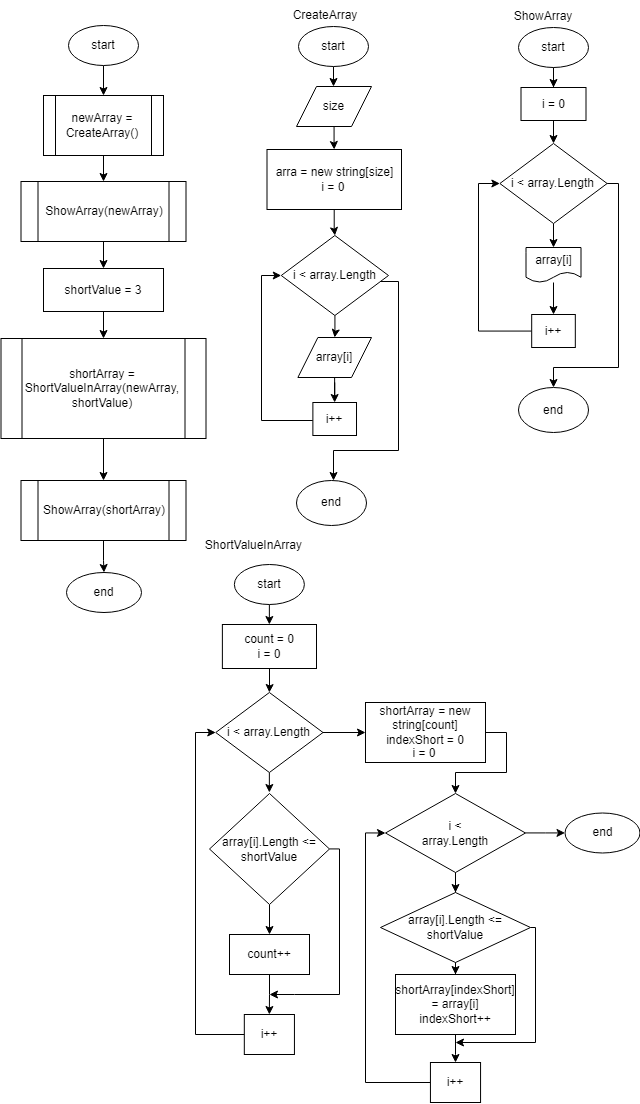 start
newArray =
CreateArray()
ShowArray(newArray)
shortValue = 3
shortArray =
ShortValueInArray(newArray,
shortValue)
ShowArray(shortArray)
end
CreateArray
start
size
arra = new string[size]
i = 0
i < array.Length
array[i]
i++
end
ShowArray
start
i = 0
i < array.Length
array[i]
i++
end
ShortValueInArray
start
count = 0
i = 0
i < array.Length
array[i].Length <=
shortValue
count++
i++
shortArray = new
string[count]
indexShort = 0
i = 0
i <
array.Length
end
array[i].Length <=
shortValue
shortArray[indexShort]
= array[i]
indexShort++
i++